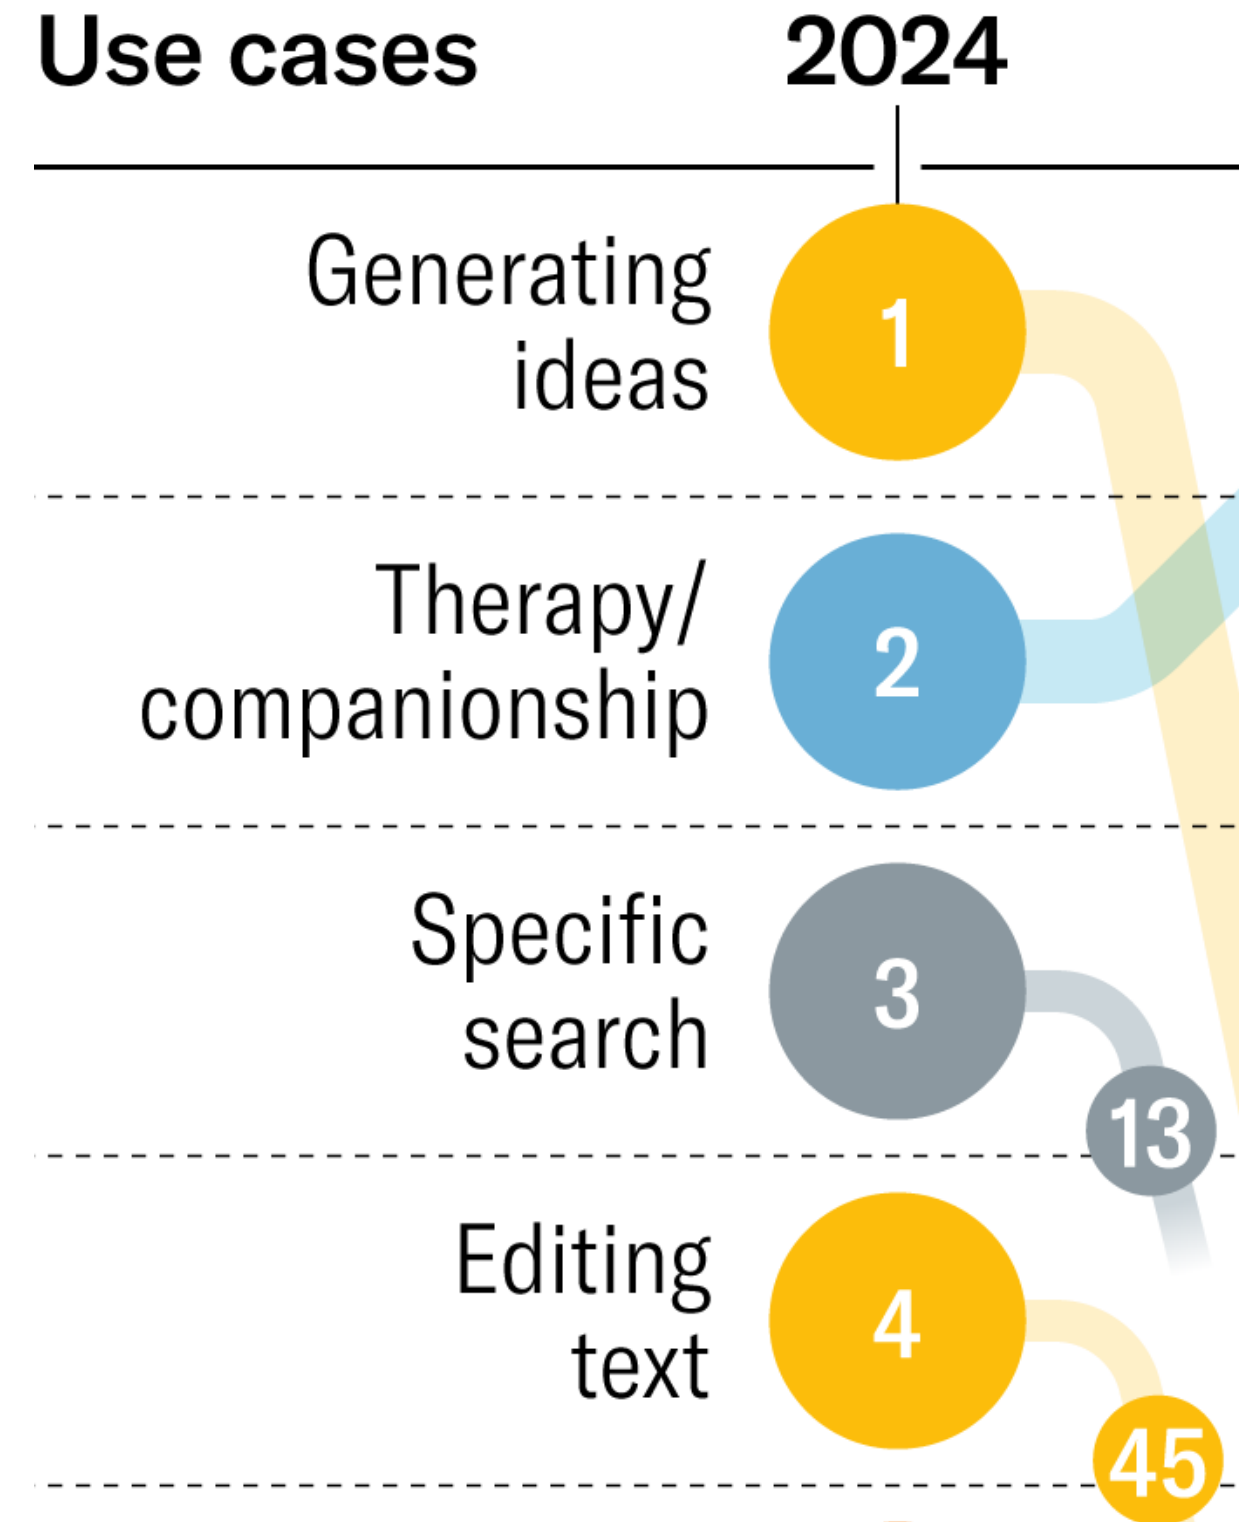 Use cases 2024
Generating
ideas
1
Therapy/
companionship
2
Specific
search
3
13
Editing
text
4
45